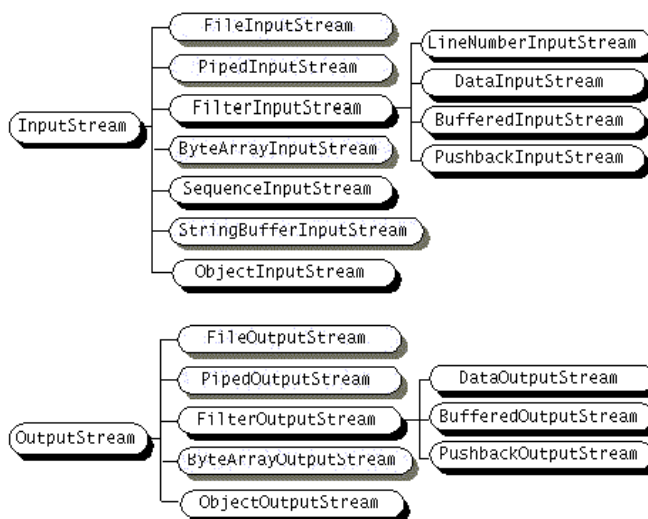 InputStream
FileInputStream
PipedInputStream
FilterInputStream
ByteArrayInputStream
SequenceInputStream
StringBufferInputStream
ObjectInputStream
LineNumberInputStream
DataInputStream
BufferedInputStream
PushbackInputStream
OutputStream
FileOutputStream
PipedOutputStream
FilterOutputStream
ByteArrayOutputStream
ObjectOutputStream
DataOutputStream
BufferedOutputStream
PushbackOutputStream